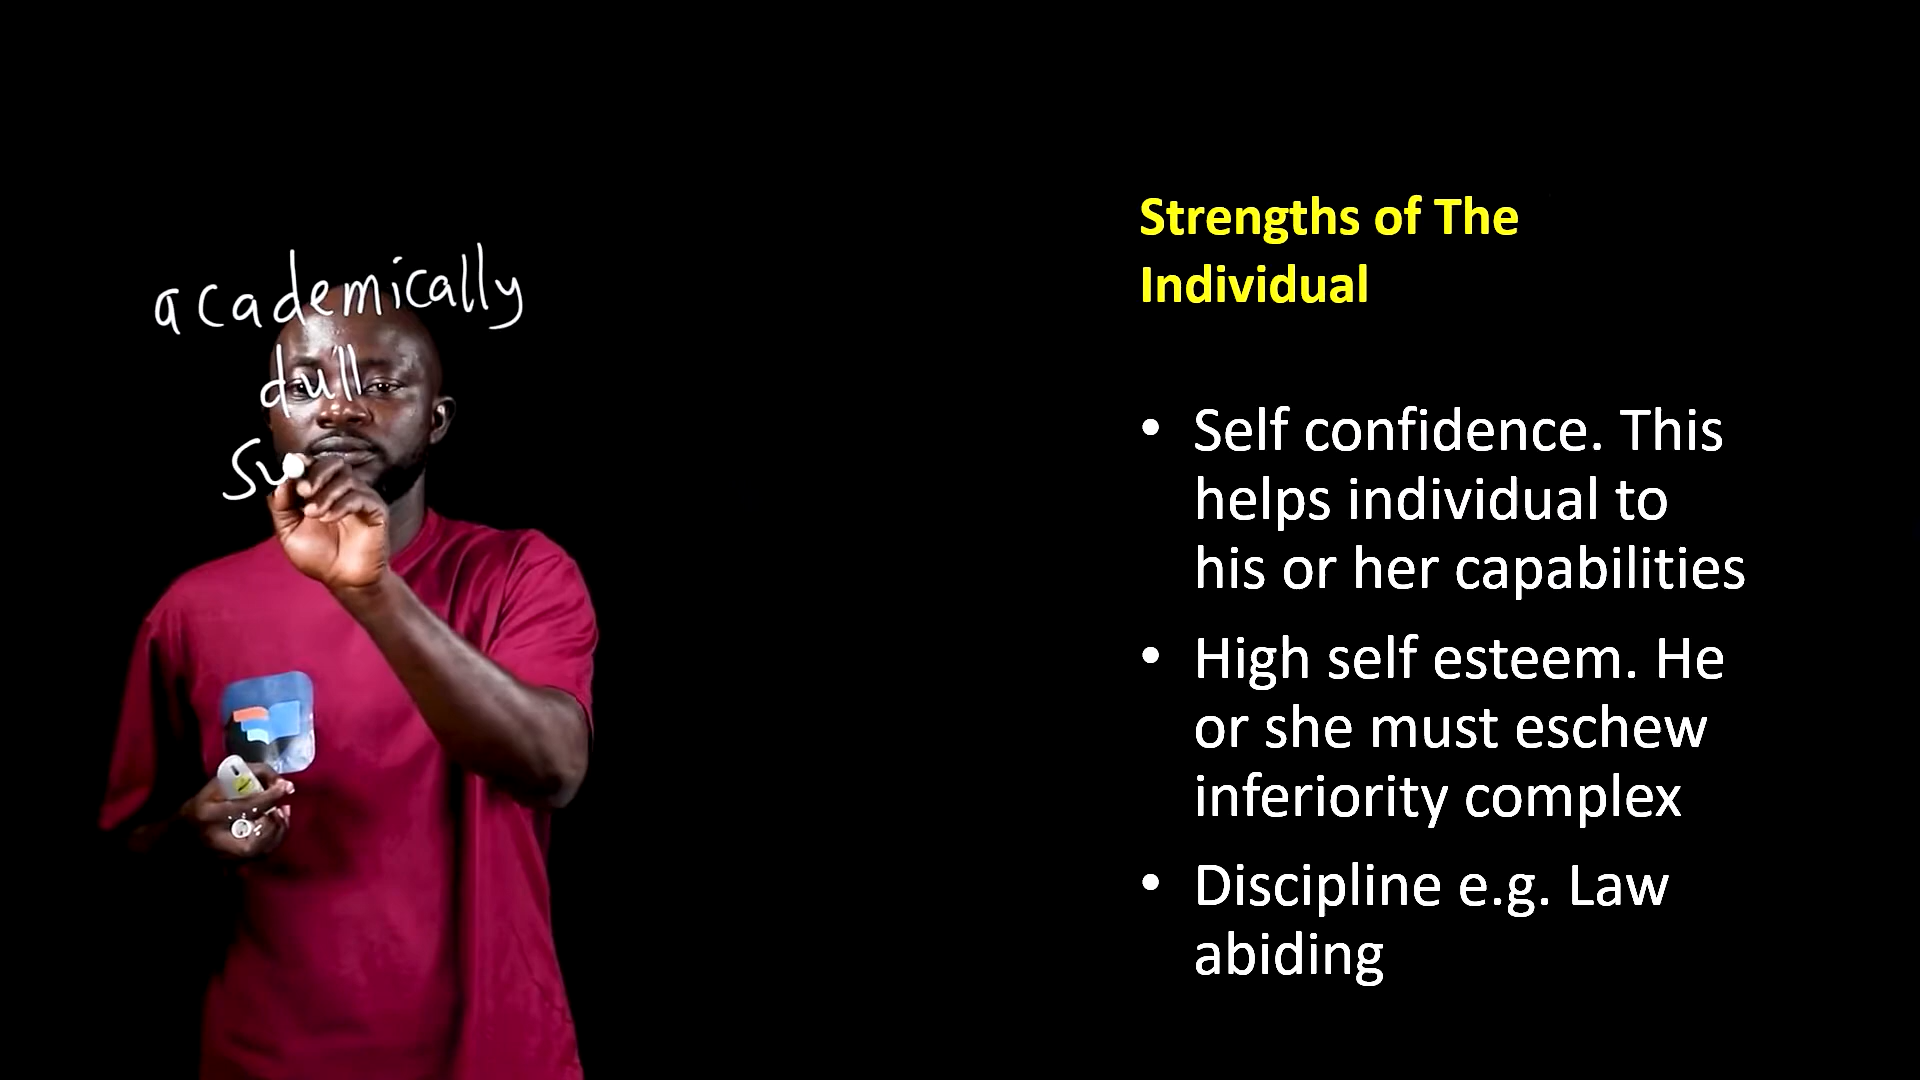 academically
dull
Strengths of The
Individual
• Self confidence. This
helps individual to
his or her capabilities
• High self esteem. He
or she must eschew
inferiority complex
• Discipline e.g. Law
abiding